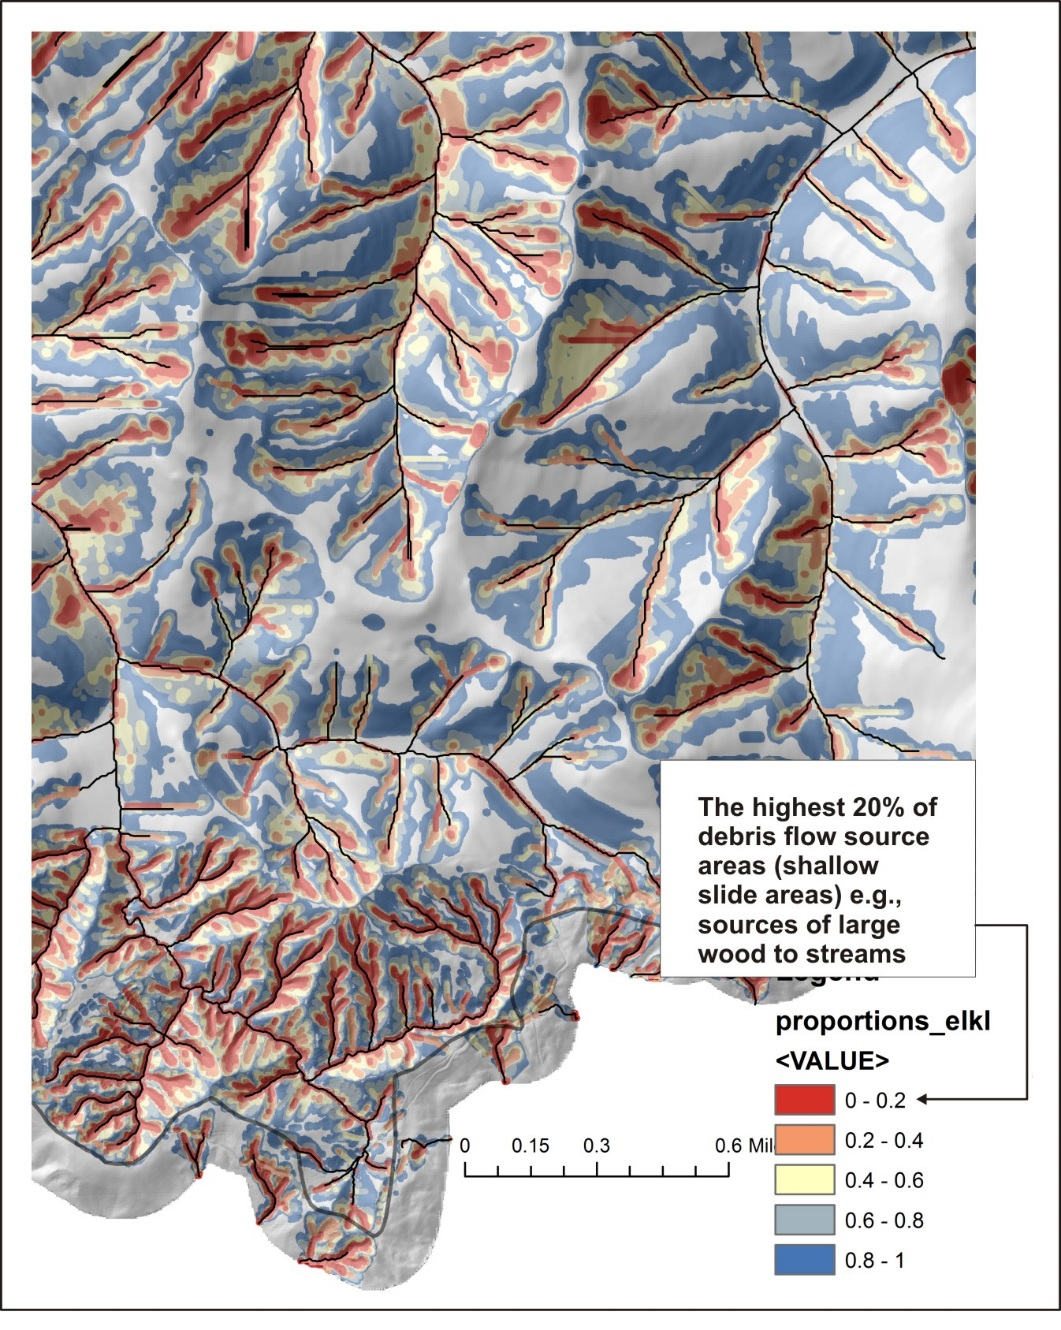 The highest 20% of
debris flow source
areas (shallow
slide areas) e.g.,
sources of large
wood to streams
Legend
proportions_elkl
<VALUE>
0 - 0.2
0.2 - 0.4
0.4 - 0.6
0.6 - 0.8
0.8 - 1
0 0.15 0.3 0.6 Mil